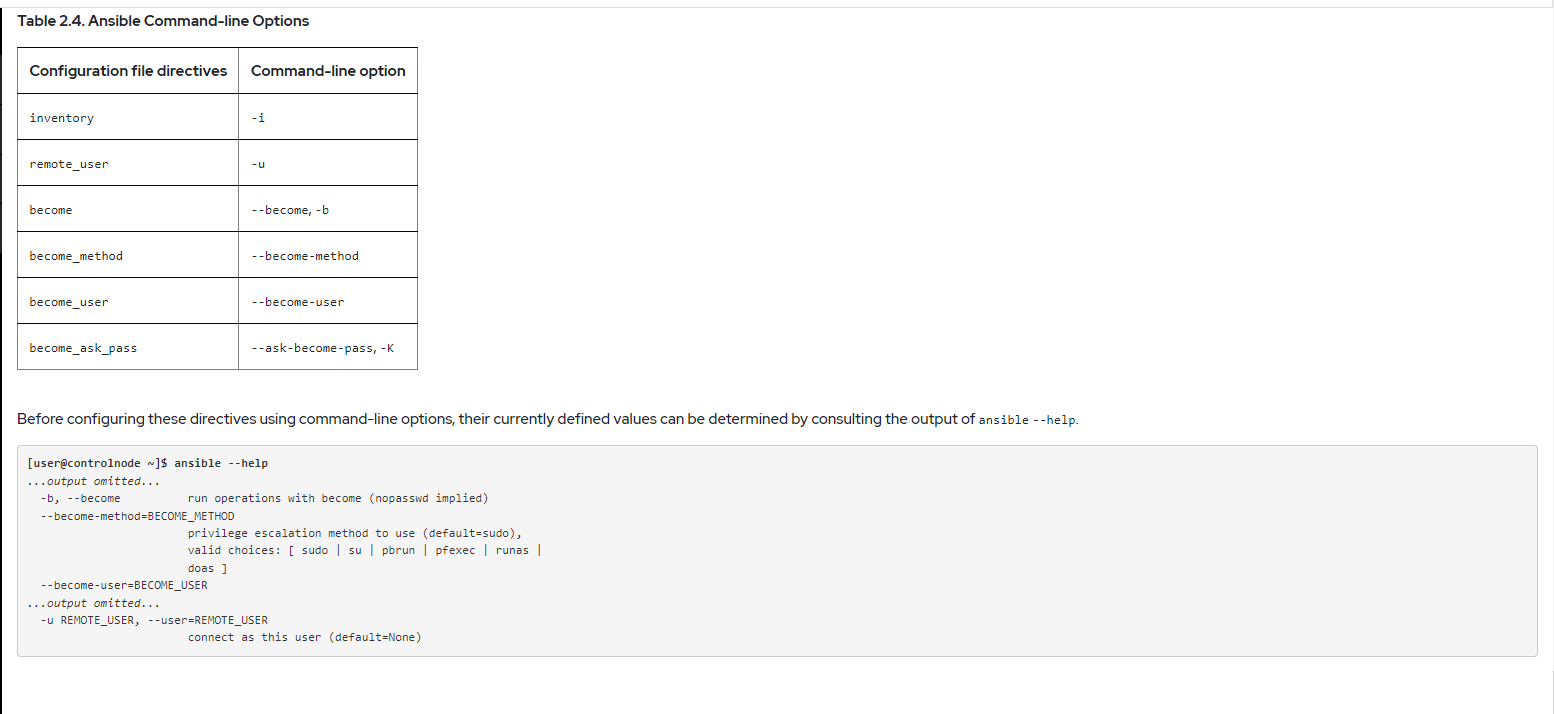 Table 2.4. Ansible Command-line Options
Configuration file directives Command-line option
inventory -i
remote_user -u
become --become, -b
become_method --become-method
become_user --become-user
become_ask_pass --ask-become-pass, -K
Before configuring these directives using command-line options, their currently defined values can be determined by consulting the output of ansible --help.
[user@controlnode ~]$ ansible --help
...output omitted...
-b, --become run operations with become (nopasswd implied)
--become-method=BECOME_METHOD
privilege escalation method to use (default=sudo),
valid choices: [ sudo | su | pbrun | pfexec | runas |
doas ]
--become-user=BECOME_USER
...output omitted...
-u REMOTE_USER, --user=REMOTE_USER
connect as this user (default=None)